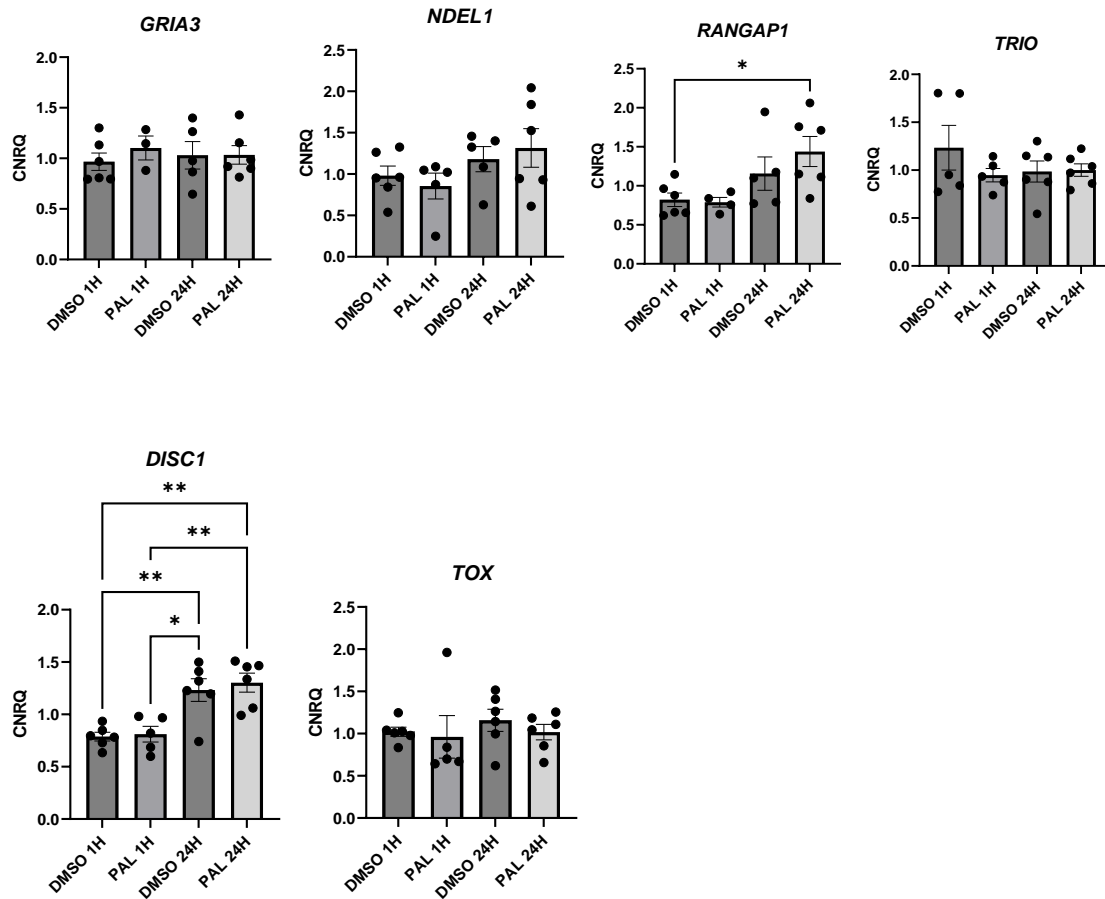 GRIA3
2.0
1.5
1.0
0.5
0.0
CNRQ
DMSO 1H
PAL 1H
DMSO 24H
PAL 24H
NDEL1
2.5
2.0
1.5
1.0
0.5
0.0
CNRQ
DMSO 1H
PAL 1H
DMSO 24H
PAL 24H
RANGAP1
*
2.5
2.0
1.5
1.0
0.5
0.0
CNRQ
DMSO 1H
PAL 1H
DMSO 24H
PAL 24H
TRIO
2.0
1.5
1.0
0.5
0.0
CNRQ
DMSO 1H
PAL 1H
DMSO 24H
PAL 24H
DISC1
**
**
**
*
2.0
1.5
1.0
0.5
0.0
CNRQ
DMSO 1H
PAL 1H
DMSO 24H
PAL 24H
TOX
2.5
2.0
1.5
1.0
0.5
0.0
CNRQ
DMSO 1H
PAL 1H
DMSO 24H
PAL 24H